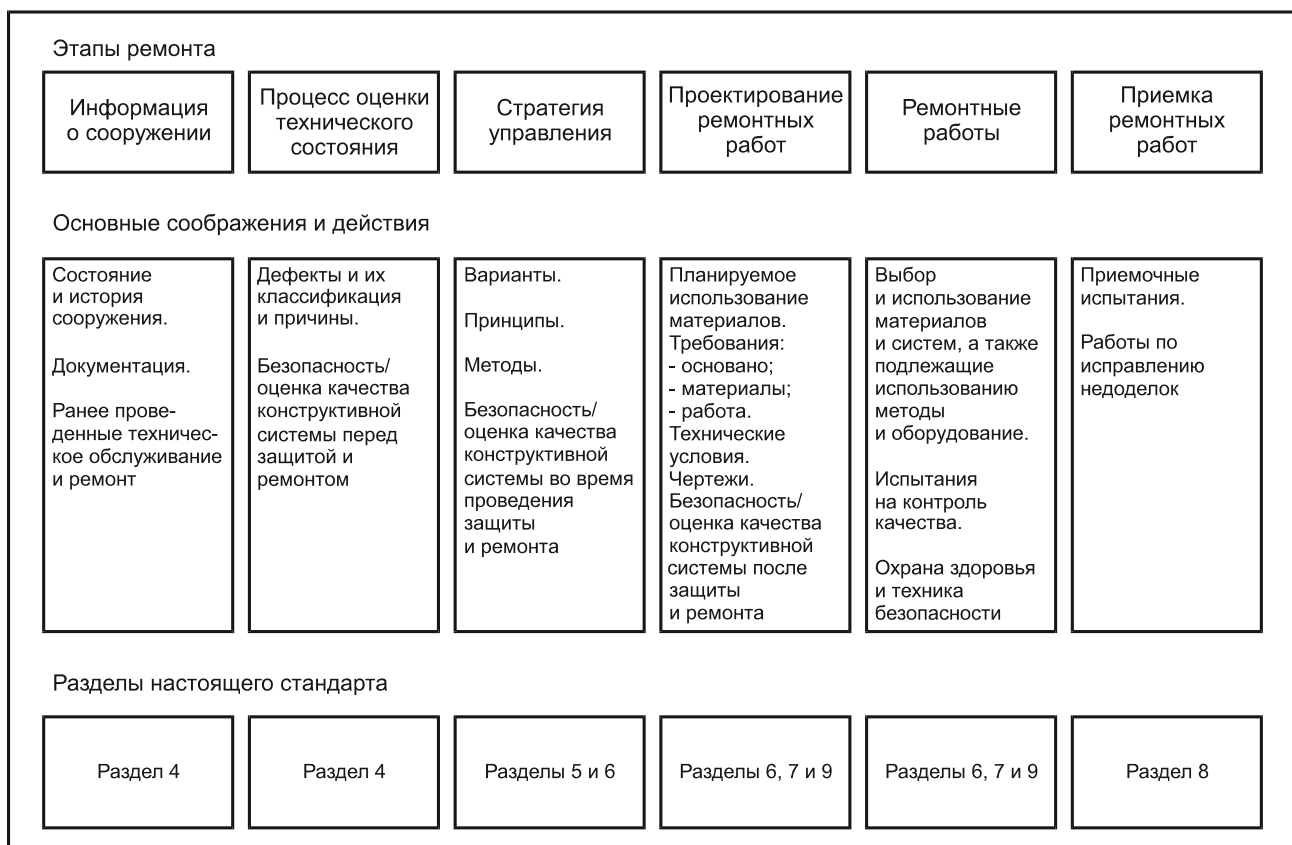 Этапы ремонта
Информация
о сооружении
Процесс оценки
технического
состояния
Стратегия
управления
Проектирование
ремонтных
работ
Ремонтные
работы
Приемка
ремонтных
работ
Основные соображения и действия
Состояние
и история
сооружения.
Документация.
Ранее прове-
денные техничес-
кое обслуживание
и ремонт
Дефекты и их
классификация
и причины.
Безопасность/
оценка качества
конструктивной
системы перед
защитой и
ремонтом
Варианты.
Принципы.
Методы.
Безопасность/
оценка качества
конструктивной
системы во время
проведения
защиты
и ремонта
Планируемое
использование
материалов.
Требования:
- основано;
- материалы;
- работа.
Технические
условия.
Чертежи.
Безопасность/
оценка качества
конструктивной
системы после
защиты
и ремонта
Выбор
и использование
материалов
и систем, а также
подлежащие
использованию
методы
и оборудование.
Испытания
на контроль
качества.
Охрана здоровья
и техника
безопасности
Приемочные
испытания.
Работы по
исправлению
недоделок
Разделы настоящего стандарта
Раздел 4
Раздел 4
Разделы 5 и 6
Разделы 6, 7 и 9
Разделы 6, 7 и 9
Раздел 8